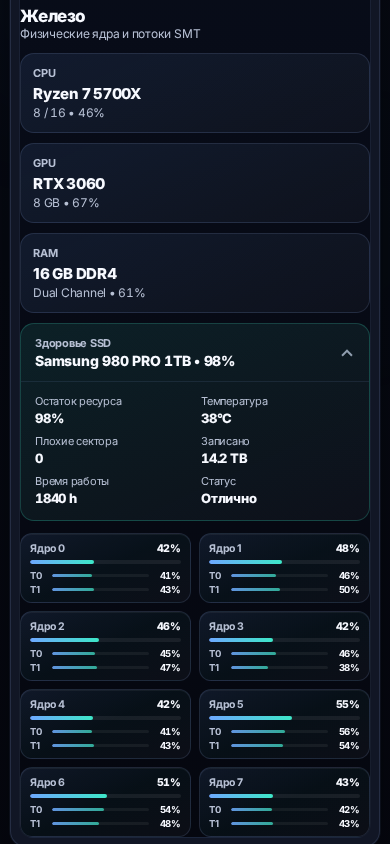 Железо
Физические ядра и потоки SMT
CPU
Ryzen 7 5700X
8 / 16 • 46%
GPU
RTX 3060
8 GB • 67%
RAM
16 GB DDR4
Dual Channel • 61%
Здоровье SSD
Samsung 980 PRO 1TB • 98%
Остаток ресурса Температура
98% 38°C
Плохие сектора Записано
0 14.2 TB
Время работы Статус
1840 h Отлично
Ядро 0 42% Ядро 1 48%
T0 41% T0 46%
T1 43% T1 50%
Ядро 2 46% Ядро 3 42%
T0 45% T0 46%
T1 47% T1 38%
Ядро 4 42% Ядро 5 55%
T0 41% T0 56%
T1 43% T1 54%
Ядро 6 51% Ядро 7 43%
T0 54% T0 42%
T1 48% T1 43%